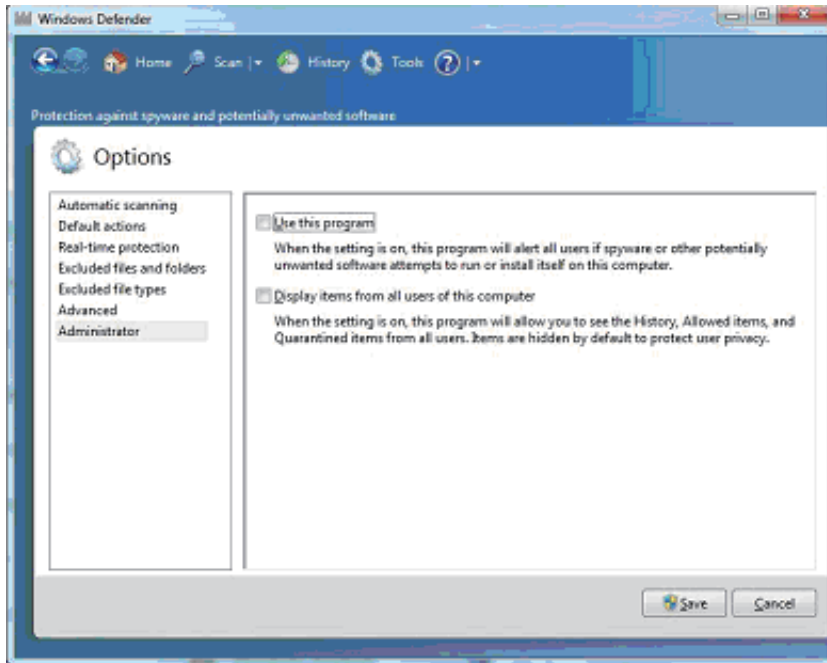 Windows Defender
Home Scan History Tools
Protection against spyware and potentially unwanted software
Options
Automatic scanning
Default actions
Real-time protection
Excluded files and folders
Excluded file types
Advanced
Administrator
Use this program
When the setting is on, this program will alert all users if spyware or other potentially
unwanted software attempts to run or install itself on this computer.
Display items from all users of this computer
When the setting is on, this program will allow you to see the History, Allowed items, and
Quarantined items from all users. Items are hidden by default to protect user privacy.
Save Cancel